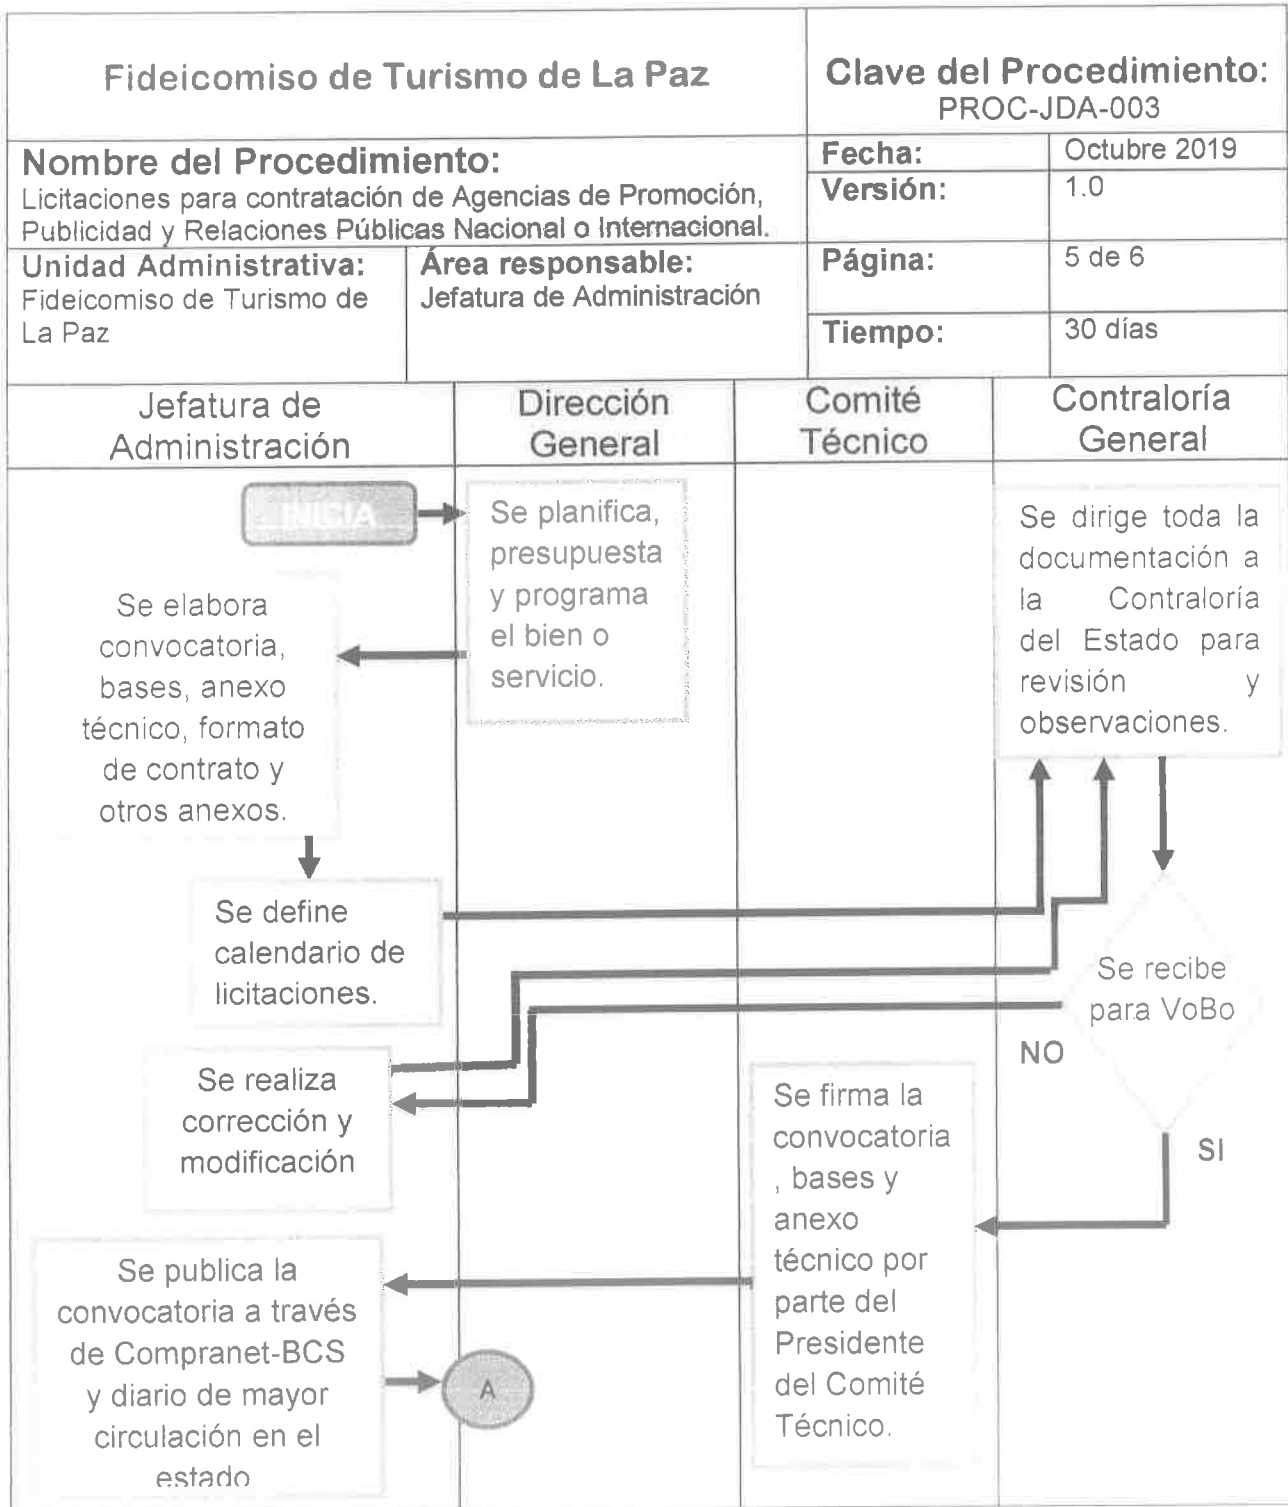 Fideicomiso de Turismo de La Paz
Clave del Procedimiento:
PROC-JDA-003
Nombre del Procedimiento:
Licitaciones para contratación de Agencias de Promoción,
Publicidad y Relaciones Públicas Nacional o Internacional.
Fecha:
Octubre 2019
Versión:
1.0
Unidad Administrativa:
Fideicomiso de Turismo de
La Paz
Área responsable:
Jefatura de Administración
Página:
5 de 6
Tiempo:
30 días
Jefatura de
Administración
Dirección
General
Comité
Técnico
Contraloría
General
INICIA
Se planifica,
presupuesta
y programa
el bien o
servicio.
Se elabora
convocatoria,
bases, anexo
técnico, formato
de contrato y
otros anexos.
Se define
calendario de
licitaciones.
Se dirige toda la
documentación a
la Contraloría
del Estado para
revisión y
observaciones.
Se recibe
para VoBo
NO
SI
Se realiza
corrección y
modificación
Se firma la
convocatoria
, bases y
anexo
técnico por
parte del
Presidente
del Comité
Técnico.
Se publica la
convocatoria a través
de Compranet-BCS
y diario de mayor
circulación en el
estado
A